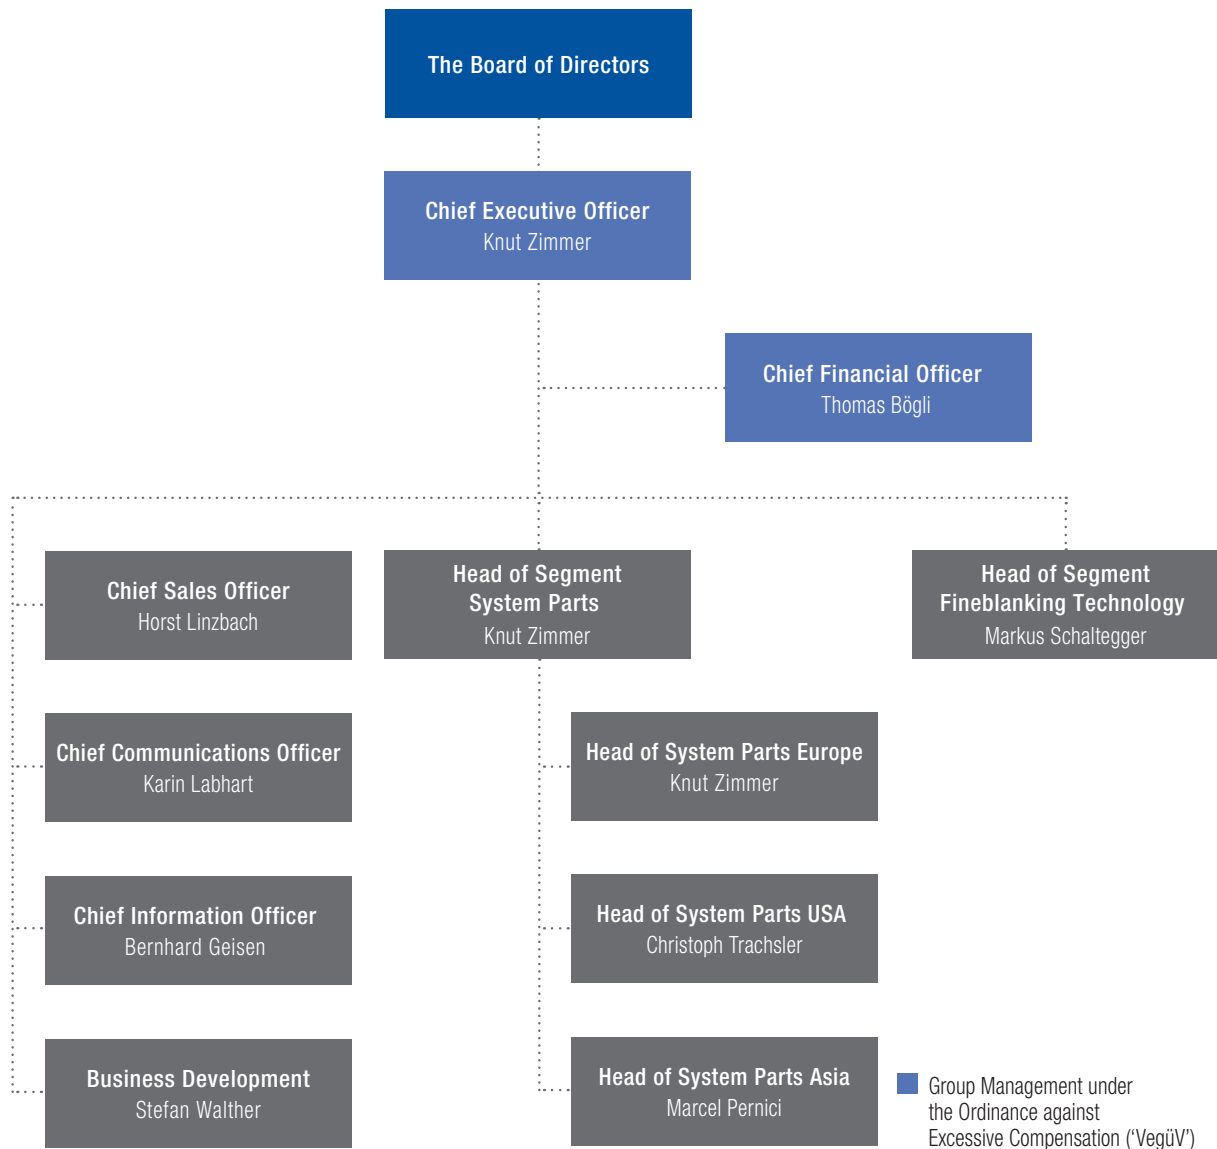 The Board of Directors
Chief Executive Officer
Knut Zimmer
Chief Financial Officer
Thomas Bögli
Chief Sales Officer
Horst Linzbach
Head of Segment
System Parts
Knut Zimmer
Head of Segment
Fineblanking Technology
Markus Schaltegger
Chief Communications Officer
Karin Labhart
Head of System Parts Europe
Knut Zimmer
Chief Information Officer
Bernhard Geisen
Head of System Parts USA
Christoph Trachsler
Business Development
Stefan Walther
Head of System Parts Asia
Marcel Pernici
Group Management under
the Ordinance against
Excessive Compensation (‘VegüV’)